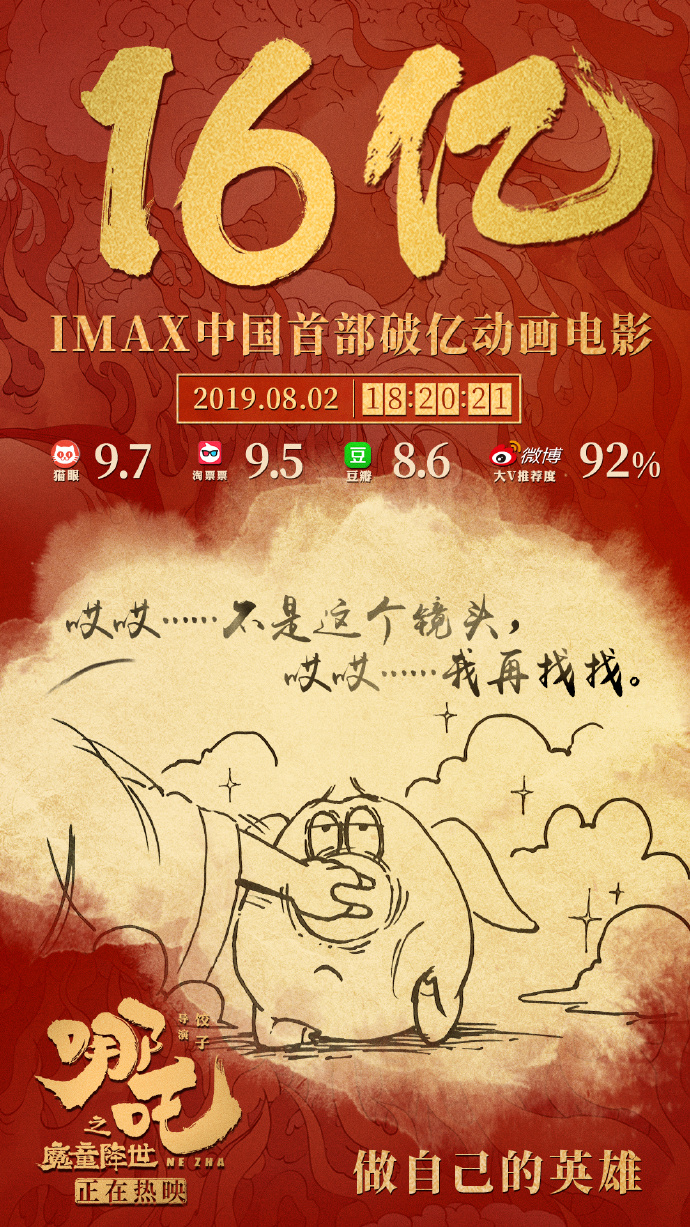 16亿
IMAX中国首部破亿动画电影
2019.08.02 18:20:21
猫眼 9.7 淘票票 9.5 豆 豆瓣 8.6 微博 大V推荐度 92%
哎哎……不是这个镜头，
哎哎……我再找找。
哪吒
导演 饺子
之
魔童降世 NE ZHA
正在热映
做自己的英雄